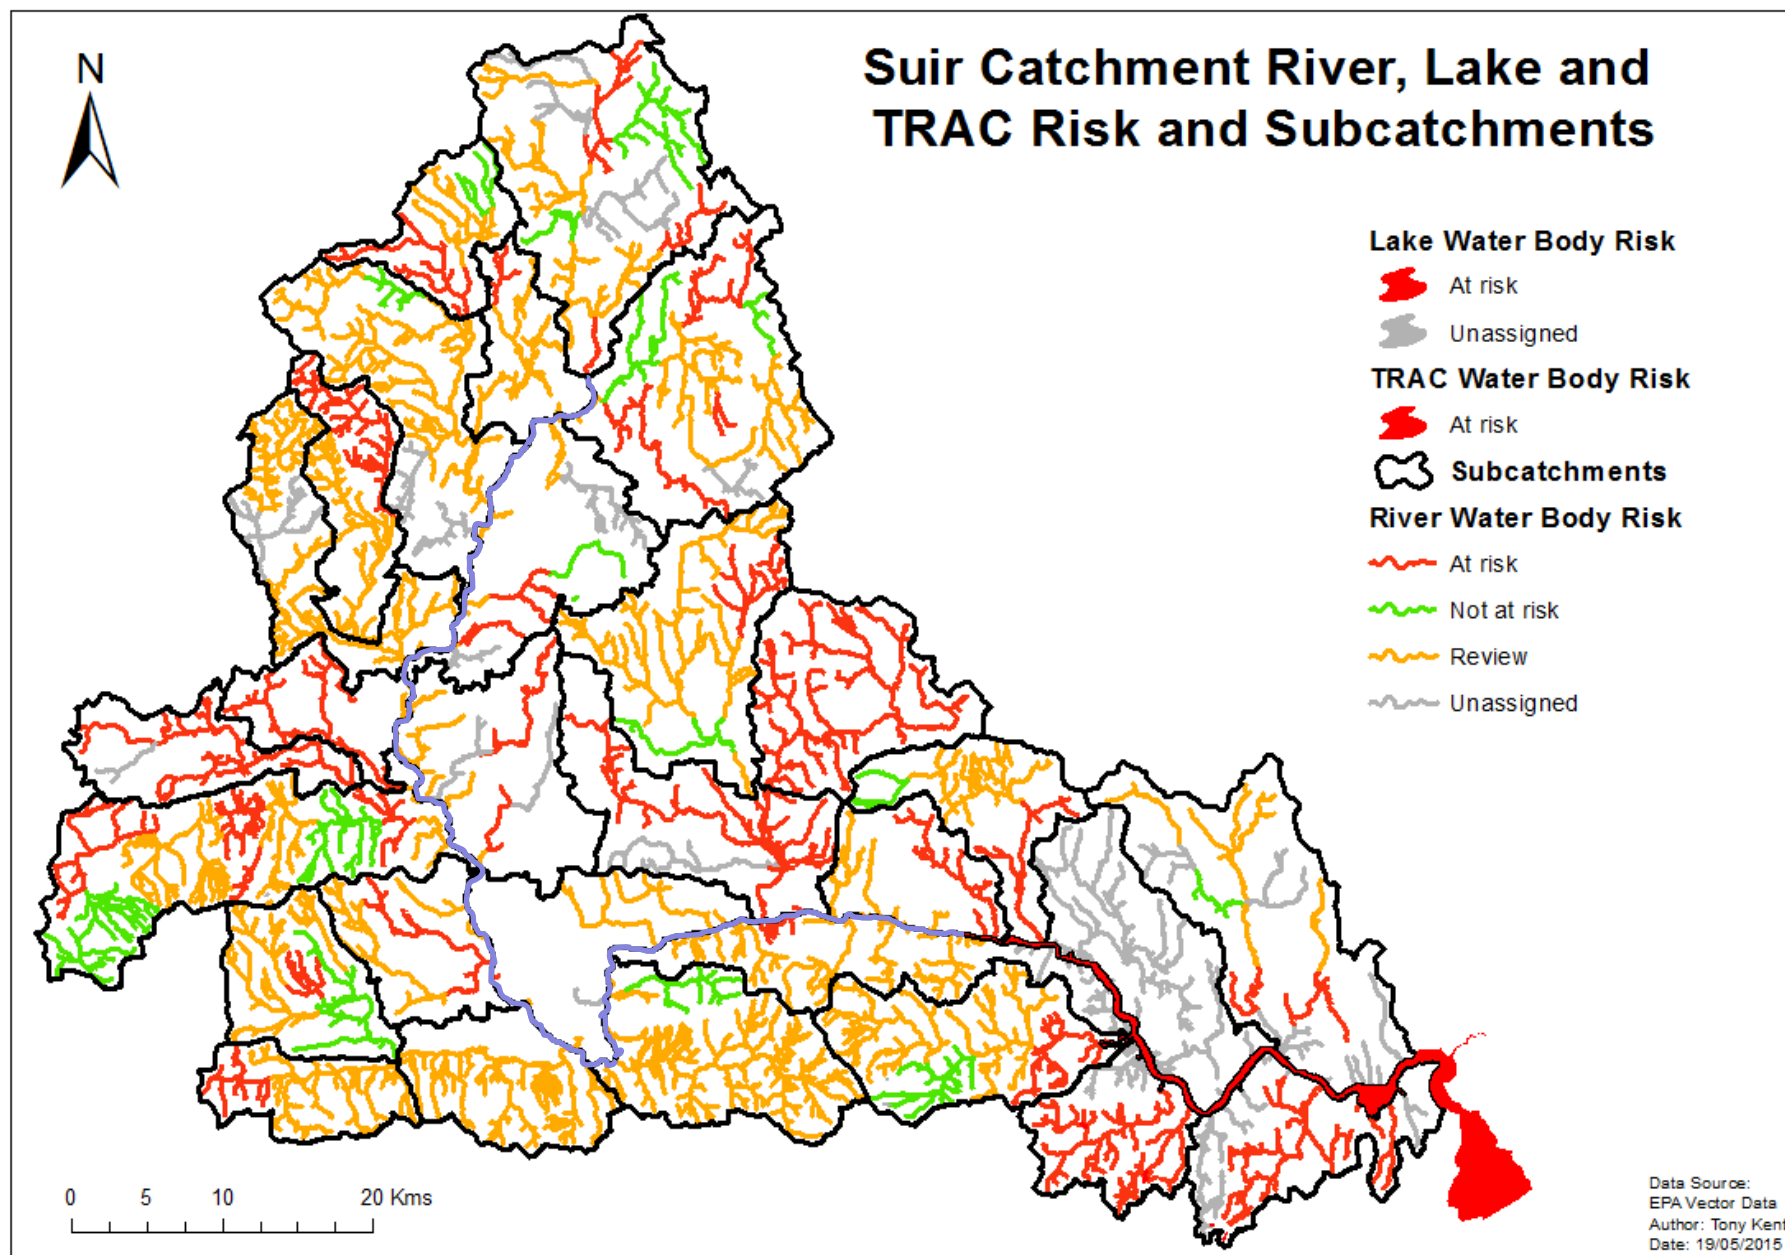 N
Suir Catchment River, Lake and
TRAC Risk and Subcatchments
Lake Water Body Risk
At risk
Unassigned
TRAC Water Body Risk
At risk
Subcatchments
River Water Body Risk
At risk
Not at risk
Review
Unassigned
0 5 10 20 Kms
Data Source:
EPA Vector Data
Author: Tony Kent
Date: 19/05/2015